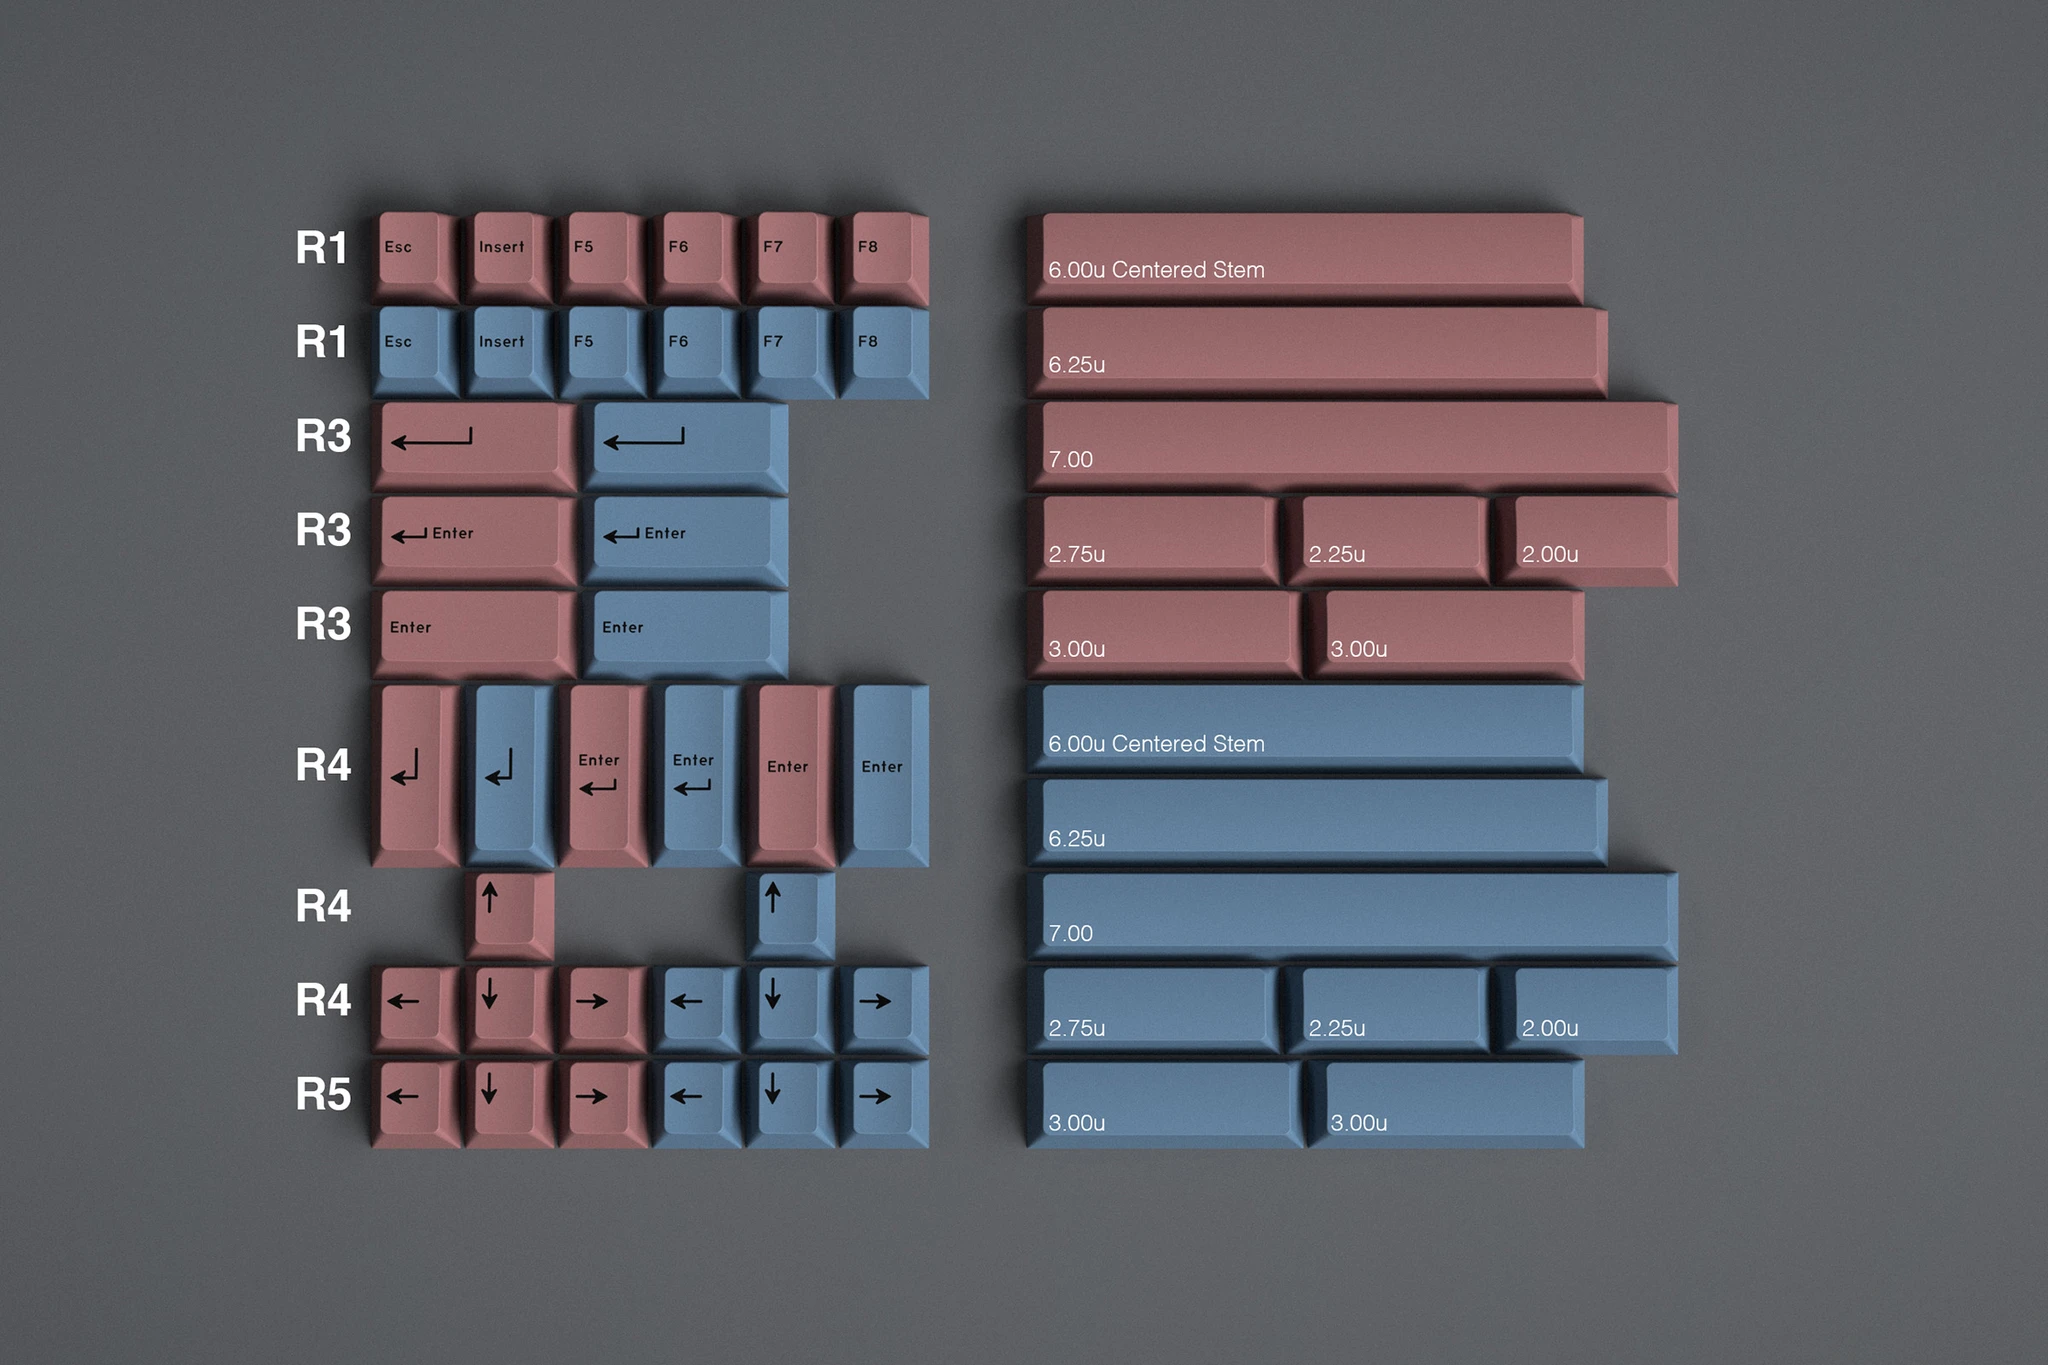 R1 Esc Insert F5 F6 F7 F8
R1 Esc Insert F5 F6 F7 F8
R3
R3 Enter Enter
R3 Enter Enter
R4 Enter Enter Enter Enter
R4
R4
R5
6.00u Centered Stem
6.25u
7.00
2.75u 2.25u 2.00u
3.00u 3.00u
6.00u Centered Stem
6.25u
7.00
2.75u 2.25u 2.00u
3.00u 3.00u